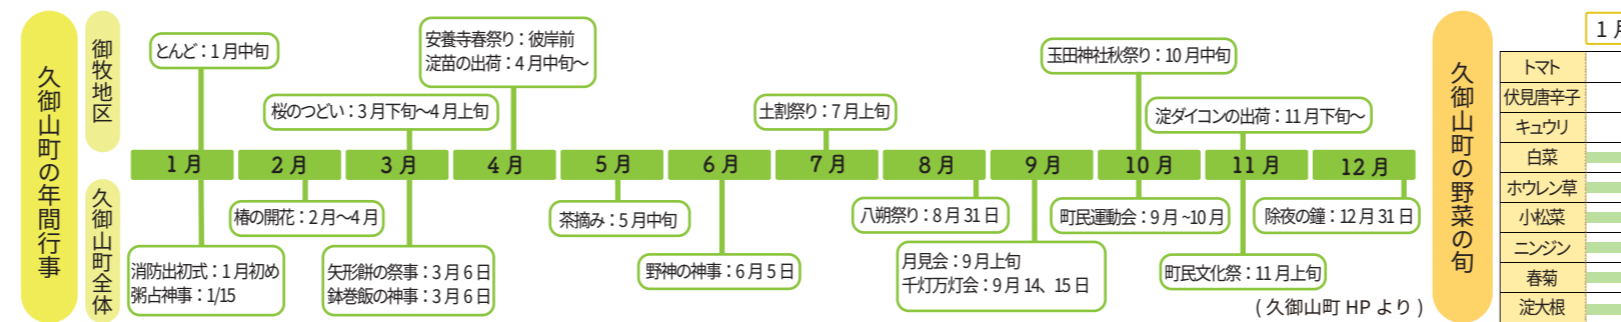 久御山町の年間行事
御牧地区
とんど：1月中旬
桜のつどい：3月下旬～4月上旬
安養寺春祭り：彼岸前
淀苗の出荷：4月中旬～
土割祭り：7月上旬
玉田神社秋祭り：10月中旬
淀ダイコンの出荷：11月下旬～
1月
2月
3月
4月
5月
6月
7月
8月
9月
10月
11月
12月
久御山町全体
消防出初式：1月初め
粥占神事：1/15
椿の開花：2月～4月
矢形餅の祭事：3月6日
鉢巻飯の神事：3月6日
茶摘み：5月中旬
野神の神事：6月5日
八朔祭り：8月31日
月見会：9月上旬
千灯万灯会：9月14、15日
町民運動会：9月~10月
町民文化祭：11月上旬
除夜の鐘：12月31日
(久御山町HPより)
久御山町の野菜の旬
1月
トマト
伏見唐辛子
キュウリ
白菜
ホウレン草
小松菜
ニンジン
春菊
淀大根